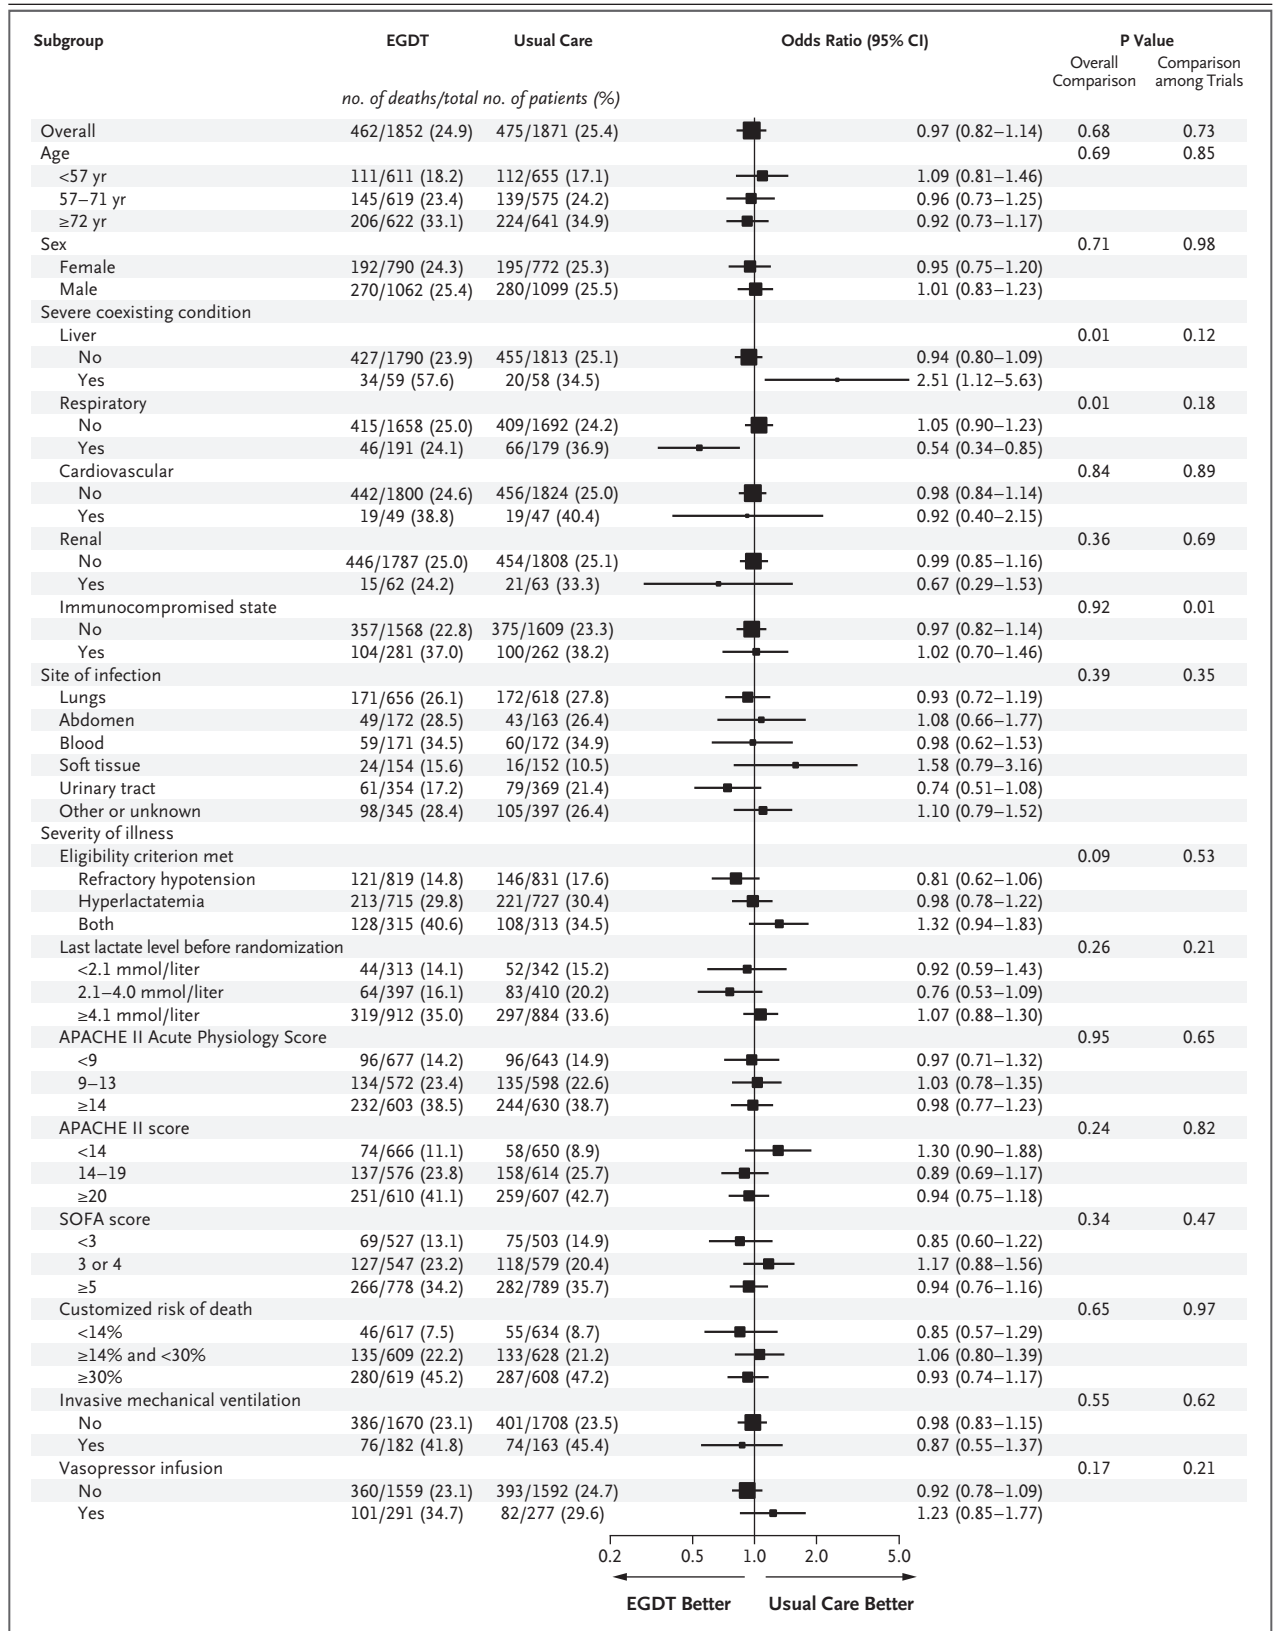 Subgroup EGDT Usual Care Odds Ratio (95% CI) P Value
Overall Comparison Comparison among Trials
no. of deaths/total no. of patients (%)
Overall 462/1852 (24.9) 475/1871 (25.4) 0.97 (0.82–1.14) 0.68 0.73
Age 0.69 0.85
<57 yr 111/611 (18.2) 112/655 (17.1) 1.09 (0.81–1.46)
57–71 yr 145/619 (23.4) 139/575 (24.2) 0.96 (0.73–1.25)
≥72 yr 206/622 (33.1) 224/641 (34.9) 0.92 (0.73–1.17)
Sex 0.71 0.98
Female 192/790 (24.3) 195/772 (25.3) 0.95 (0.75–1.20)
Male 270/1062 (25.4) 280/1099 (25.5) 1.01 (0.83–1.23)
Severe coexisting condition
Liver 0.01 0.12
No 427/1790 (23.9) 455/1813 (25.1) 0.94 (0.80–1.09)
Yes 34/59 (57.6) 20/58 (34.5) 2.51 (1.12–5.63)
Respiratory 0.01 0.18
No 415/1658 (25.0) 409/1692 (24.2) 1.05 (0.90–1.23)
Yes 46/191 (24.1) 66/179 (36.9) 0.54 (0.34–0.85)
Cardiovascular 0.84 0.89
No 442/1800 (24.6) 456/1824 (25.0) 0.98 (0.84–1.14)
Yes 19/49 (38.8) 19/47 (40.4) 0.92 (0.40–2.15)
Renal 0.36 0.69
No 446/1787 (25.0) 454/1808 (25.1) 0.99 (0.85–1.16)
Yes 15/62 (24.2) 21/63 (33.3) 0.67 (0.29–1.53)
Immunocompromised state 0.92 0.01
No 357/1568 (22.8) 375/1609 (23.3) 0.97 (0.82–1.14)
Yes 104/281 (37.0) 100/262 (38.2) 1.02 (0.70–1.46)
Site of infection 0.39 0.35
Lungs 171/656 (26.1) 172/618 (27.8) 0.93 (0.72–1.19)
Abdomen 49/172 (28.5) 43/163 (26.4) 1.08 (0.66–1.77)
Blood 59/171 (34.5) 60/172 (34.9) 0.98 (0.62–1.53)
Soft tissue 24/154 (15.6) 16/152 (10.5) 1.58 (0.79–3.16)
Urinary tract 61/354 (17.2) 79/369 (21.4) 0.74 (0.51–1.08)
Other or unknown 98/345 (28.4) 105/397 (26.4) 1.10 (0.79–1.52)
Severity of illness
Eligibility criterion met 0.09 0.53
Refractory hypotension 121/819 (14.8) 146/831 (17.6) 0.81 (0.62–1.06)
Hyperlactatemia 213/715 (29.8) 221/727 (30.4) 0.98 (0.78–1.22)
Both 128/315 (40.6) 108/313 (34.5) 1.32 (0.94–1.83)
Last lactate level before randomization 0.26 0.21
<2.1 mmol/liter 44/313 (14.1) 52/342 (15.2) 0.92 (0.59–1.43)
2.1–4.0 mmol/liter 64/397 (16.1) 83/410 (20.2) 0.76 (0.53–1.09)
≥4.1 mmol/liter 319/912 (35.0) 297/884 (33.6) 1.07 (0.88–1.30)
APACHE II Acute Physiology Score 0.95 0.65
<9 96/677 (14.2) 96/643 (14.9) 0.97 (0.71–1.32)
9–13 134/572 (23.4) 135/598 (22.6) 1.03 (0.78–1.35)
≥14 232/603 (38.5) 244/630 (38.7) 0.98 (0.77–1.23)
APACHE II score 0.24 0.82
<14 74/666 (11.1) 58/650 (8.9) 1.30 (0.90–1.88)
14–19 137/576 (23.8) 158/614 (25.7) 0.89 (0.69–1.17)
≥20 251/610 (41.1) 259/607 (42.7) 0.94 (0.75–1.18)
SOFA score 0.34 0.47
<3 69/527 (13.1) 75/503 (14.9) 0.85 (0.60–1.22)
3 or 4 127/547 (23.2) 118/579 (20.4) 1.17 (0.88–1.56)
≥5 266/778 (34.2) 282/789 (35.7) 0.94 (0.76–1.16)
Customized risk of death 0.65 0.97
<14% 46/617 (7.5) 55/634 (8.7) 0.85 (0.57–1.29)
≥14% and <30% 135/609 (22.2) 133/628 (21.2) 1.06 (0.80–1.39)
≥30% 280/619 (45.2) 287/608 (47.2) 0.93 (0.74–1.17)
Invasive mechanical ventilation 0.55 0.62
No 386/1670 (23.1) 401/1708 (23.5) 0.98 (0.83–1.15)
Yes 76/182 (41.8) 74/163 (45.4) 0.87 (0.55–1.37)
Vasopressor infusion 0.17 0.21
No 360/1559 (23.1) 393/1592 (24.7) 0.92 (0.78–1.09)
Yes 101/291 (34.7) 82/277 (29.6) 1.23 (0.85–1.77)
0.2 0.5 1.0 2.0 5.0
EGDT Better Usual Care Better